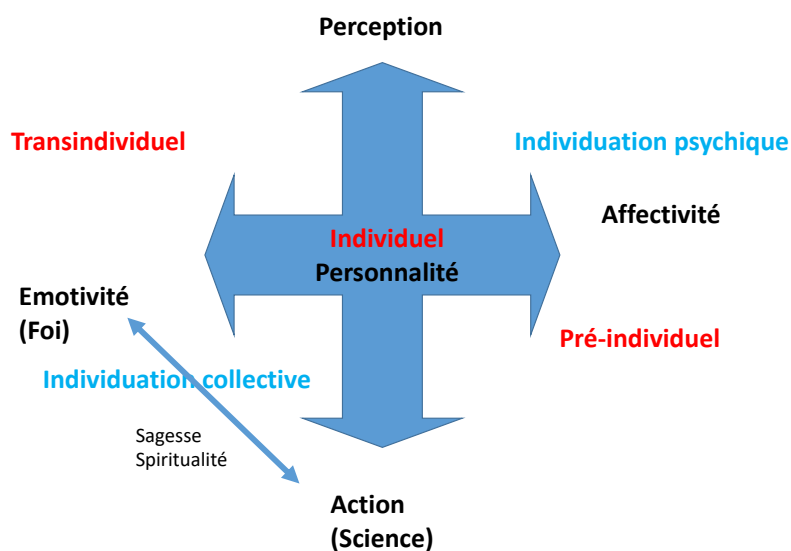 Perception
Transindividuel
Individuation psychique
Affectivité
Individuel
Personnalité
Emotivité
(Foi)
Pré-individuel
Individuation collective
Sagesse
Spiritualité
Action
(Science)